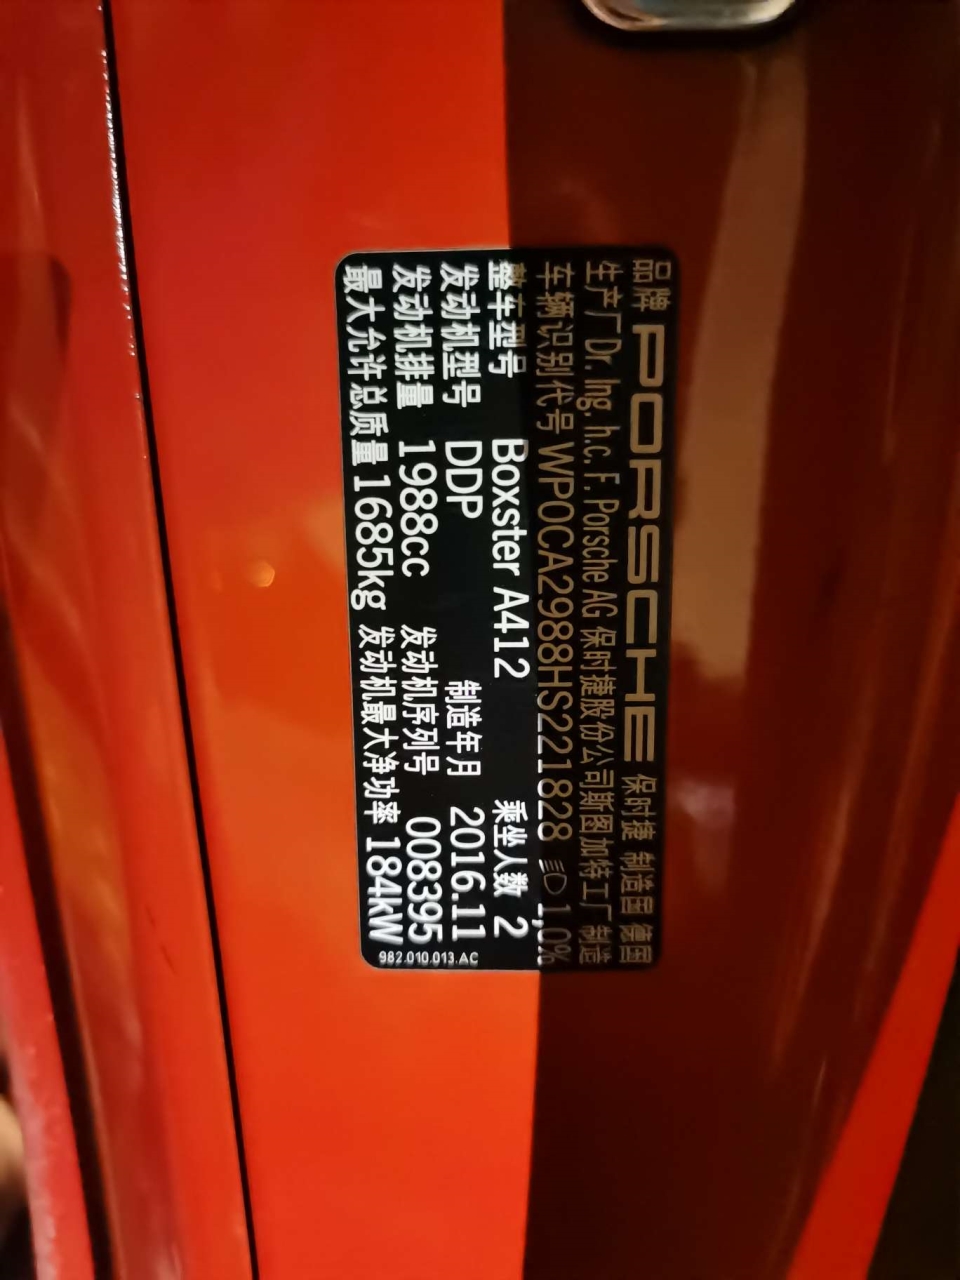 品牌 PORSCHE 保时捷 制造国 德国
生产厂 Dr. Ing. h.c. F. Porsche AG 保时捷股份公司斯图加特工厂 制造
车辆识别代号 WP0CA2988HS221828 1,0%
整车型号 Boxster A412 乘坐人数 2
发动机型号 DDP 制造年月 2016.11
发动机排量 1988cc 发动机序列号 008395
最大允许总质量 1685kg 发动机最大净功率 184kW
982.010.013.AC